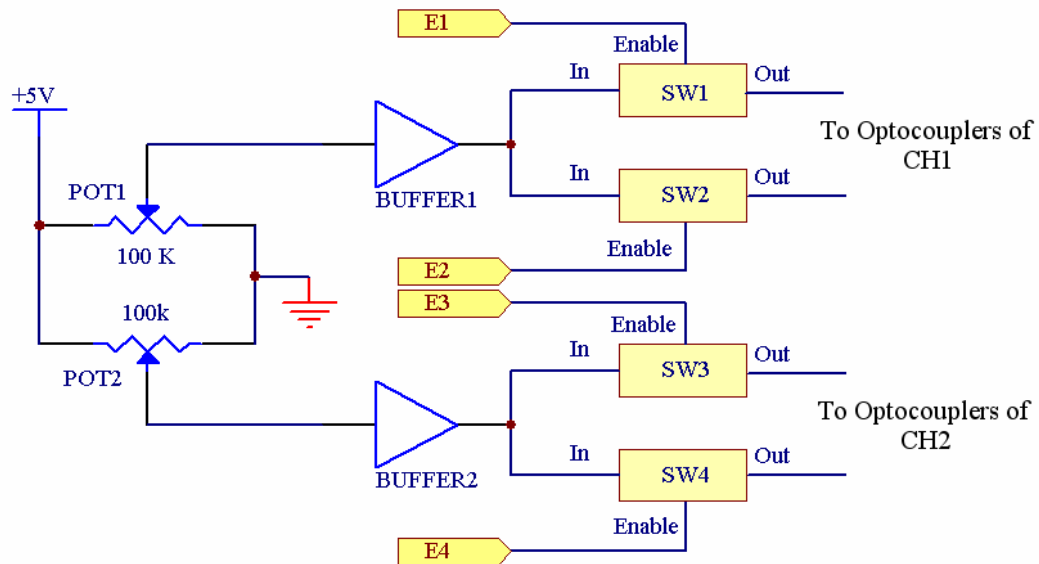 E1
Enable
In
Out
SW1
+5V
To Optocouplers of
CH1
POT1
BUFFER1
In
Out
SW2
100 K
Enable
E2
E3
100k
Enable
In
Out
SW3
POT2
To Optocouplers of
CH2
BUFFER2
In
Out
SW4
Enable
E4